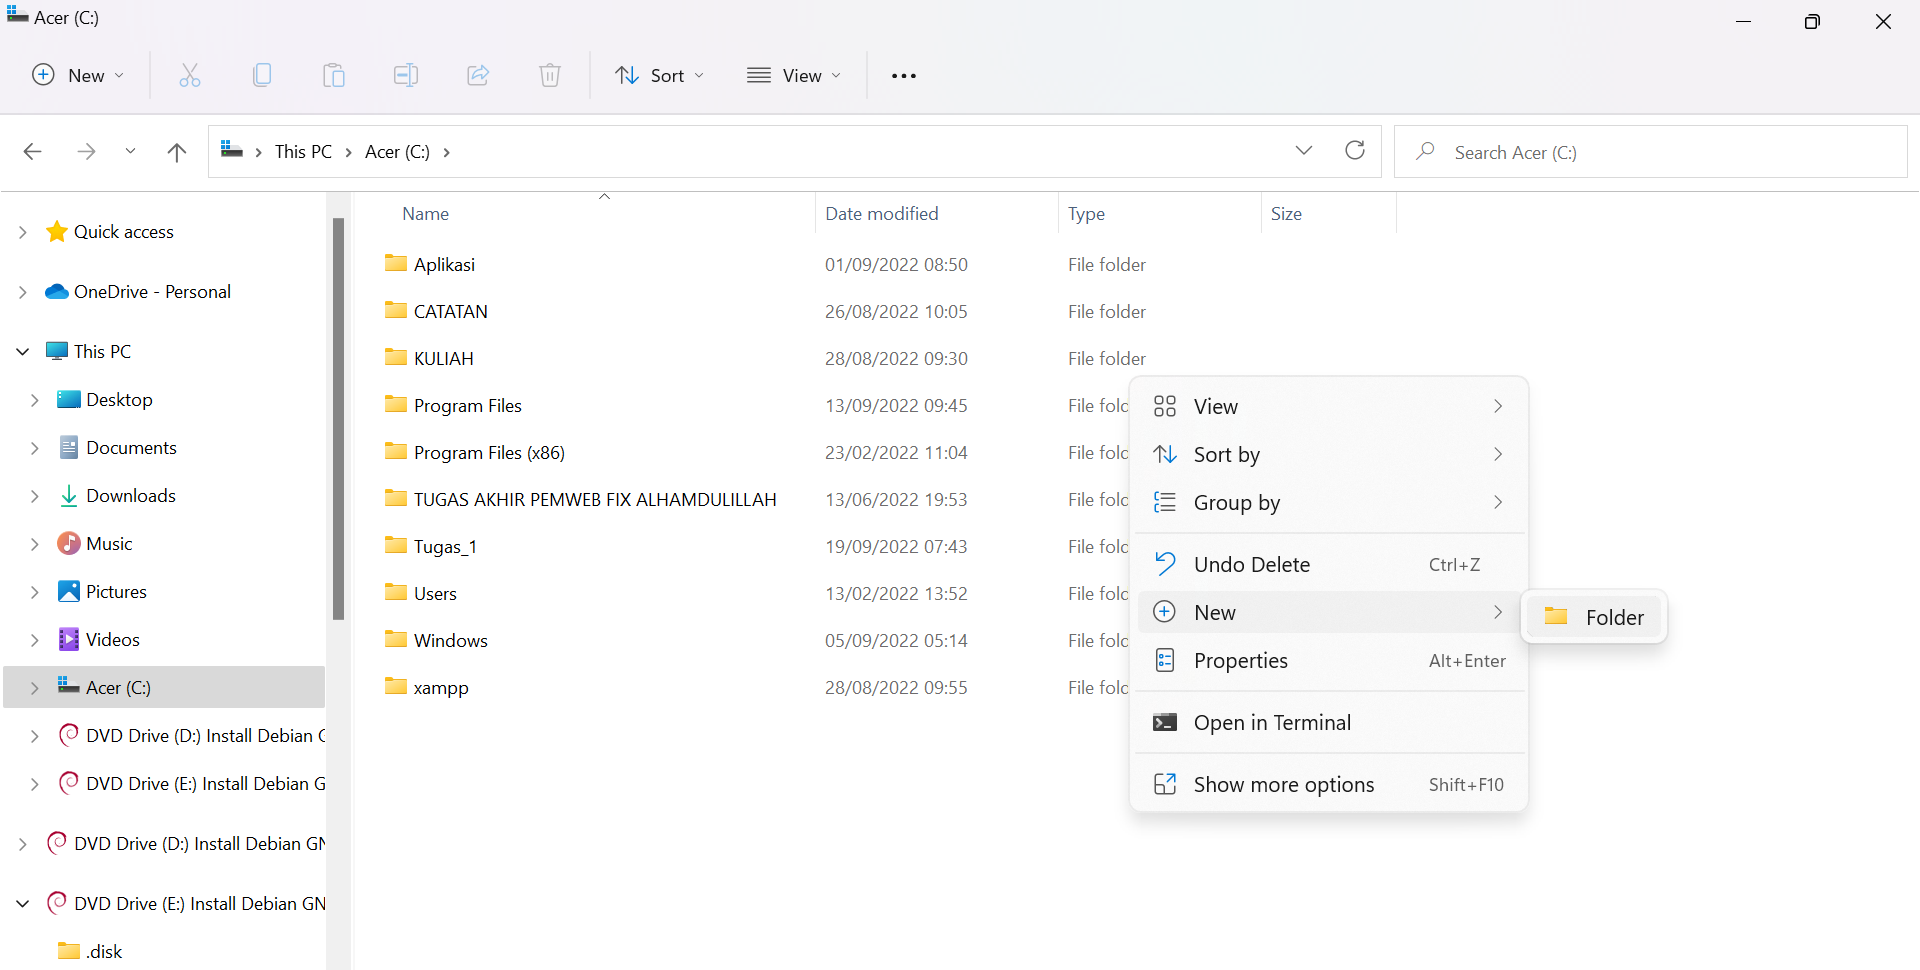 Acer (C:)
New
Sort
View
This PC
Acer (C:)
Search Acer (C:)
Quick access
OneDrive - Personal
This PC
Desktop
Documents
Downloads
Music
Pictures
Videos
Acer (C:)
DVD Drive (D:) Install Debian
DVD Drive (E:) Install Debian G
DVD Drive (D:) Install Debian GN
DVD Drive (E:) Install Debian GN
.disk
Name Date modified Type Size
Aplikasi 01/09/2022 08:50 File folder
CATATAN 26/08/2022 10:05 File folder
KULIAH 28/08/2022 09:30 File folder
Program Files 13/09/2022 09:45 File
Program Files (x86) 23/02/2022 11:04 File
TUGAS AKHIR PEMWEB FIX ALHAMDULILLAH 13/06/2022 19:53 File
Tugas_1 19/09/2022 07:43 File
Users 13/02/2022 13:52 File
Windows 05/09/2022 05:14 File
xampp 28/08/2022 09:55 File
View
Sort by
Group by
Undo Delete Ctrl+Z
New
Folder
Properties Alt+Enter
Open in Terminal
Show more options Shift+F10